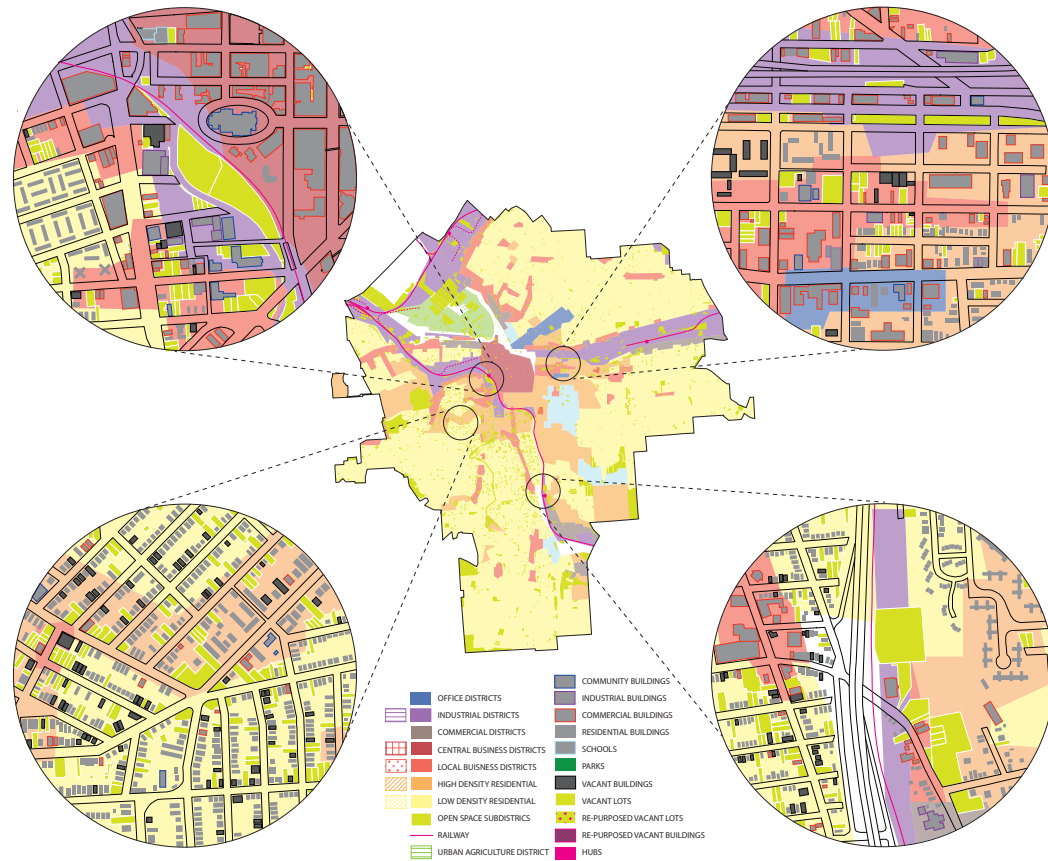 OFFICE DISTRICTS
INDUSTRIAL DISTRICTS
COMMERCIAL DISTRICTS
CENTRAL BUSINESS DISTRICTS
LOCAL BUISNESS DISTRICTS
HIGH DENSITY RESIDENTIAL
LOW DENSITY RESIDENTIAL
OPEN SPACE SUBDISTRICS
RAILWAY
URBAN AGRICULTURE DISTRICT
COMMUNITY BUILDINGS
INDUSTRIAL BUILDINGS
COMMERCIAL BUILDINGS
RESIDENTIAL BUILDINGS
SCHOOLS
PARKS
VACANT BUILDINGS
VACANT LOTS
RE-PURPOSED VACANT LOTS
RE-PURPOSED VACANT BUILDINGS
HUBS